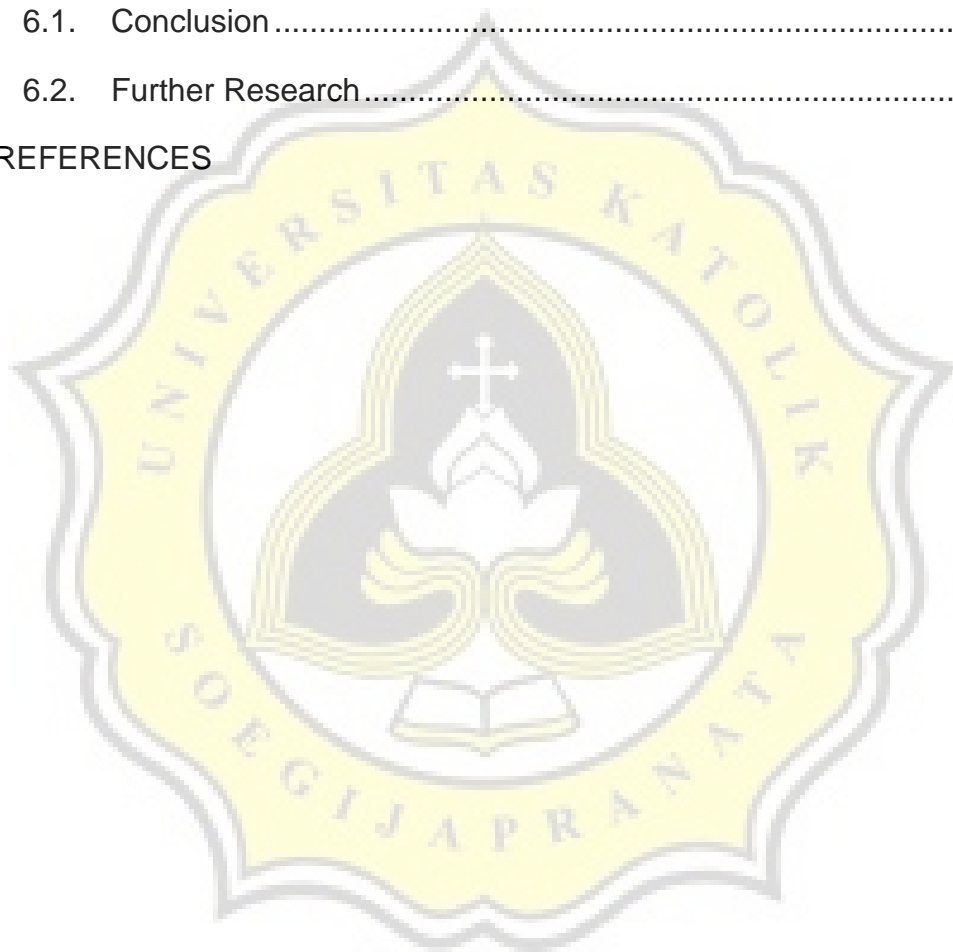 6.1. Conclusion...........................................................................
6.2. Further Research.................................................................
REFERENCES
UNIVERSITAS KATOLIK
SOEGIJAPRANATA